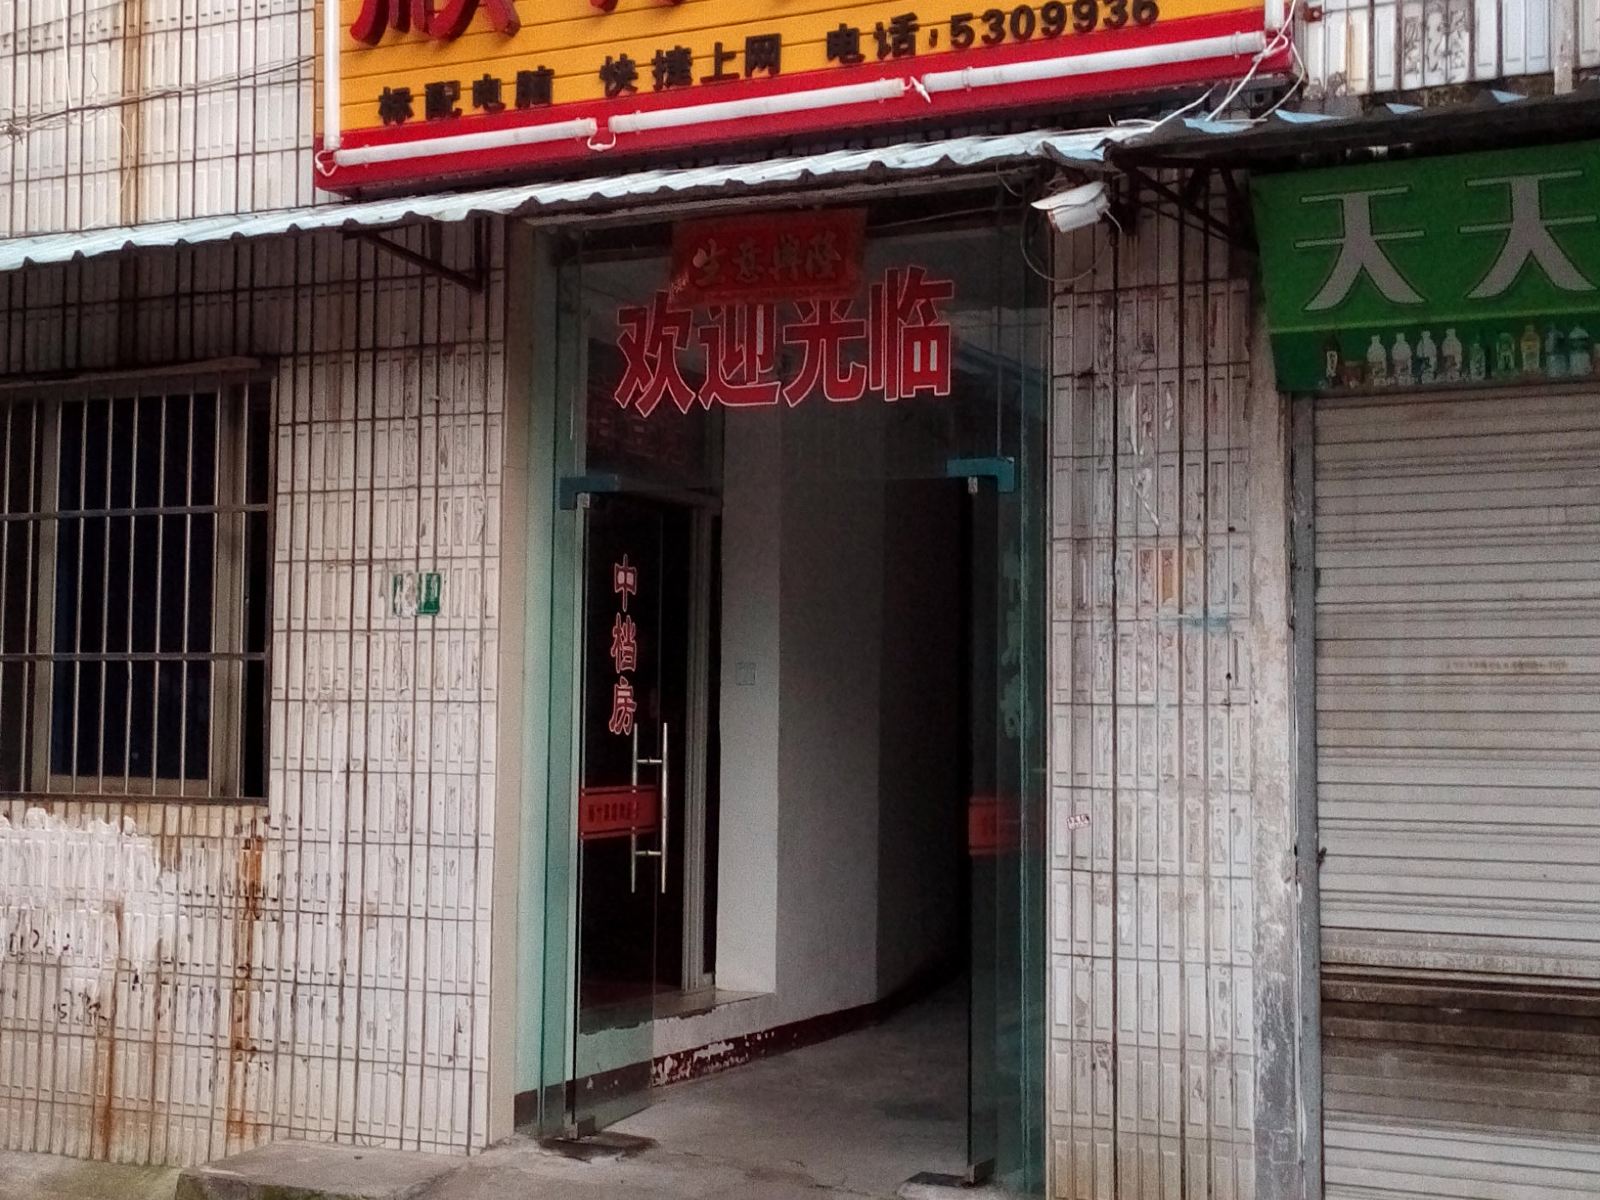 标配电脑 快捷上网 电话:5309936
生意兴隆
欢迎光临
中档房
天天